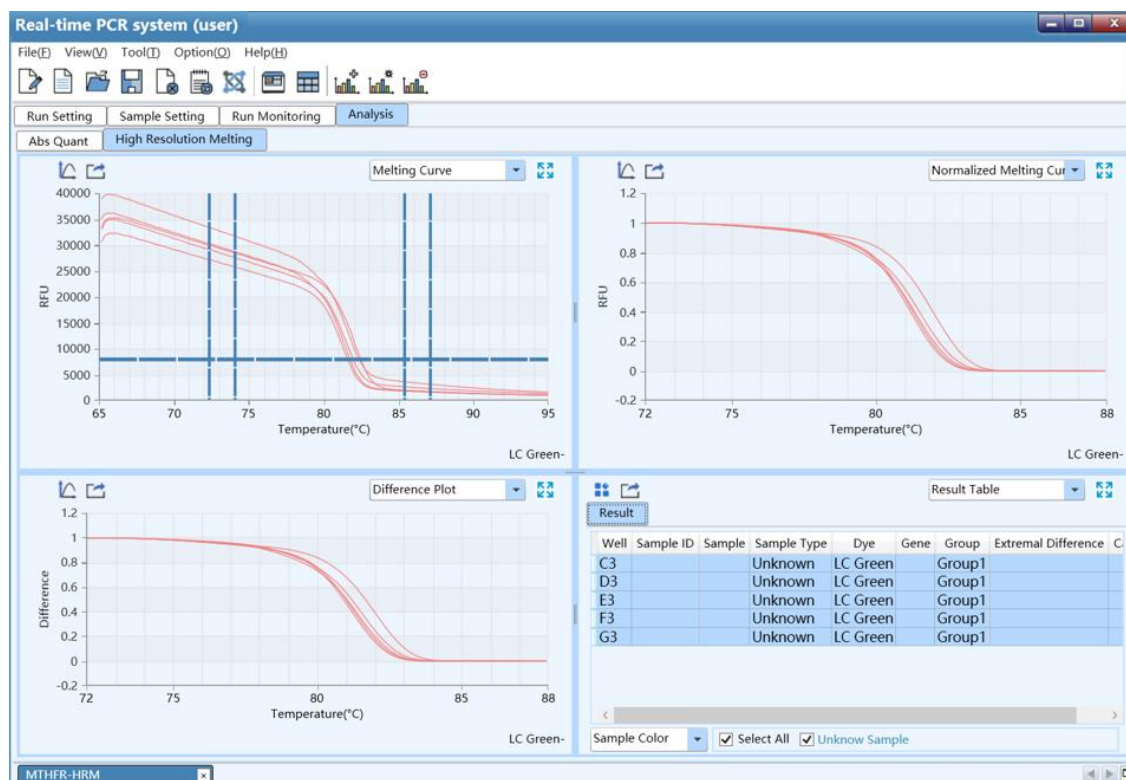 Real-time PCR system (user)
File(F) View(V) Tool(T) Option(O) Help(H)
Run Setting Sample Setting Run Monitoring Analysis
Abs Quant High Resolution Melting
Melting Curve
40000
35000
30000
25000
20000
15000
10000
5000
0
RFU
65 70 75 80 85 90 95
Temperature(°C)
LC Green-
Normalized Melting Cur
1.2
1
0.8
0.6
0.4
0.2
0
-0.2
RFU
72 75 80 85 88
Temperature(°C)
LC Green-
Difference Plot
1.2
1
0.8
0.6
0.4
0.2
0
-0.2
Difference
72 75 80 85 88
Temperature(°C)
LC Green-
Result Table
Result
Well Sample ID Sample Sample Type Dye Gene Group Extremal Difference C
C3 Unknown LC Green Group1
D3 Unknown LC Green Group1
E3 Unknown LC Green Group1
F3 Unknown LC Green Group1
G3 Unknown LC Green Group1
Sample Color Select All Unknow Sample
MTHFR-HRM